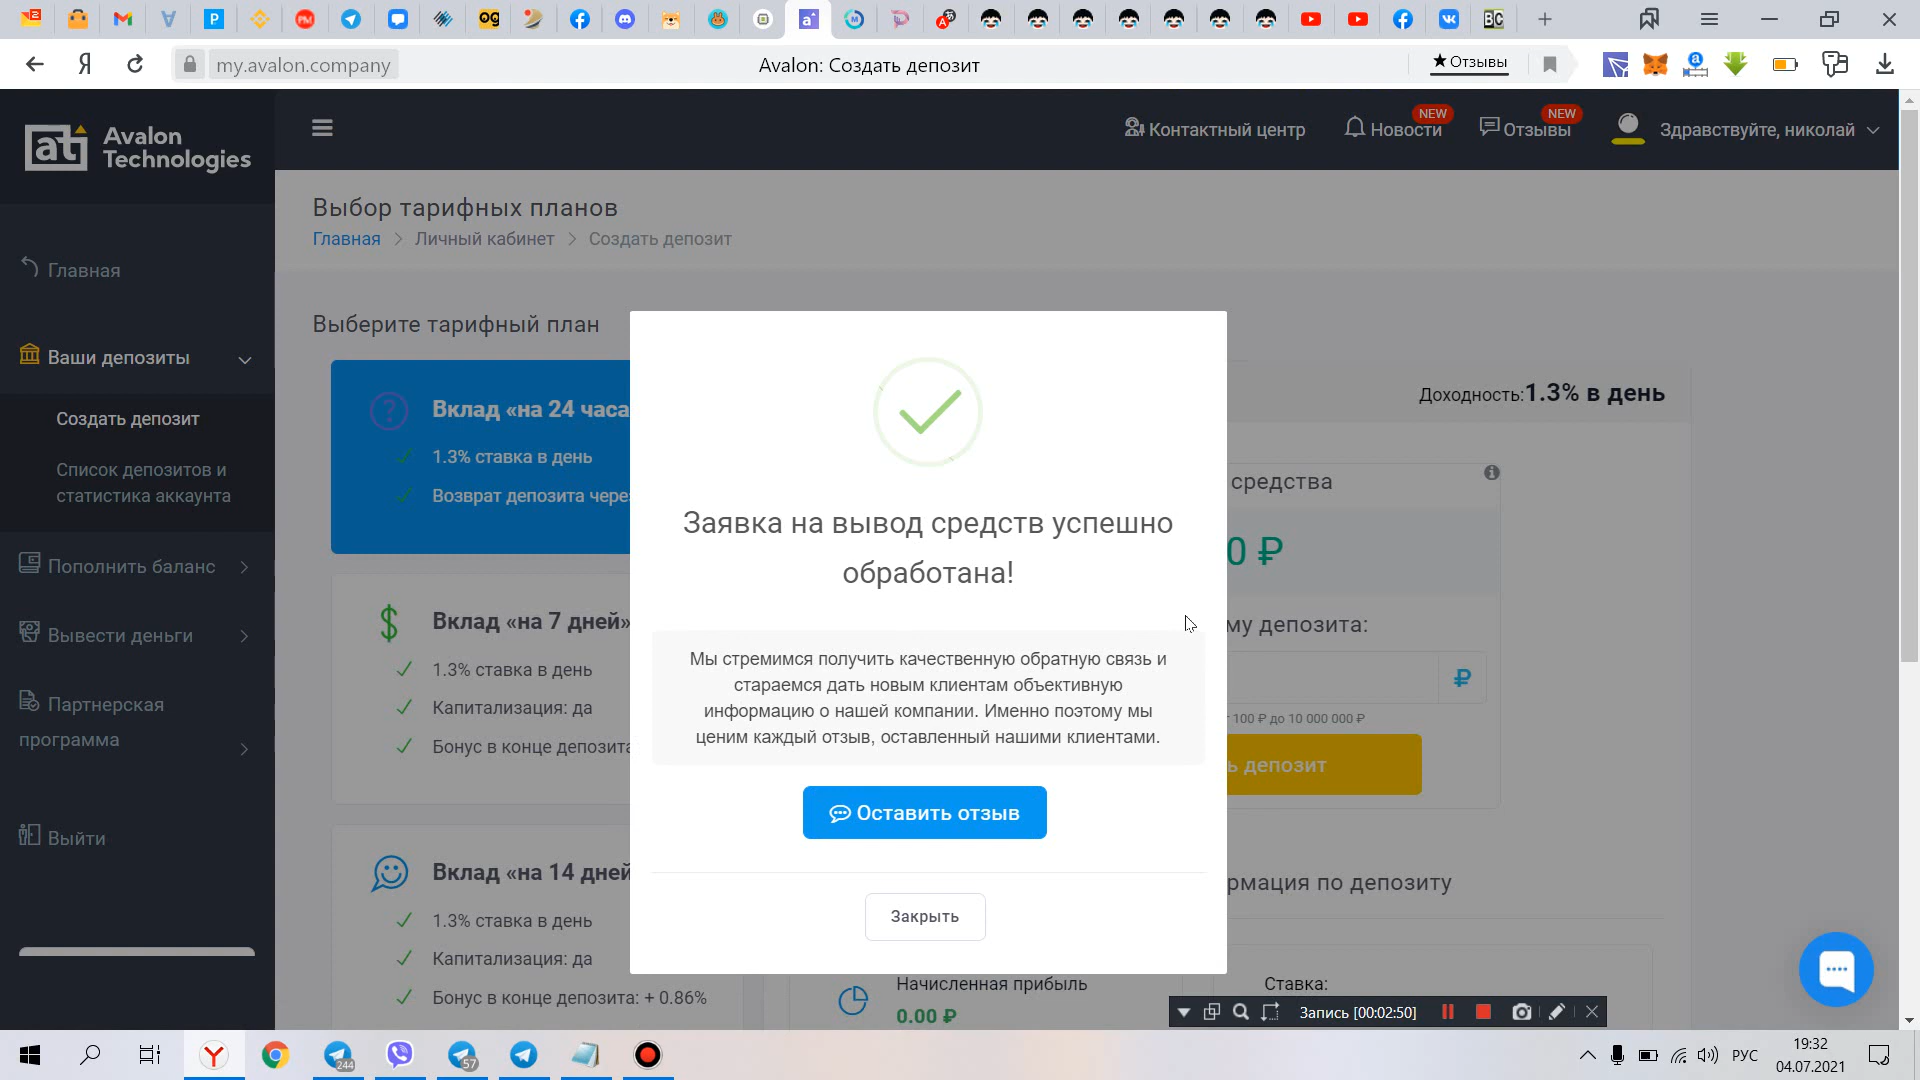 my.avalon.company
Avalon: Создать депозит
★ Отзывы
Avalon
Technologies
Контактный центр
Новости
NEW
Отзывы
NEW
Здравствуйте, николай
Выбор тарифных планов
Главная > Личный кабинет > Создать депозит
Главная
Ваши депозиты
Создать депозит
Список депозитов и
статистика аккаунта
Пополнить баланс
Вывести деньги
Партнерская
программа
Выйти
Выберите тарифный план
Вклад «на 24 часа
1.3% ставка в день
Возврат депозита чере
Вклад «на 7 дней»
1.3% ставка в день
Капитализация: да
Бонус в конце депозита
Вклад «на 14 дней
1.3% ставка в день
Капитализация: да
Бонус в конце депозита: + 0.86%
Заявка на вывод средств успешно
обработана!
Мы стремимся получить качественную обратную связь и
стараемся дать новым клиентам объективную
информацию о нашей компании. Именно поэтому мы
ценим каждый отзыв, оставленный нашими клиентами.
Оставить отзыв
Закрыть
Доходность:1.3% в день
средства
0 ₽
му депозита:
₽
100 ₽ до 10 000 000 ₽
ь депозит
рмация по депозиту
Начисленная прибыль
0.00 ₽
Ставка:
Запись [00:02:50]
244
57
РУС
19:32
04.07.2021